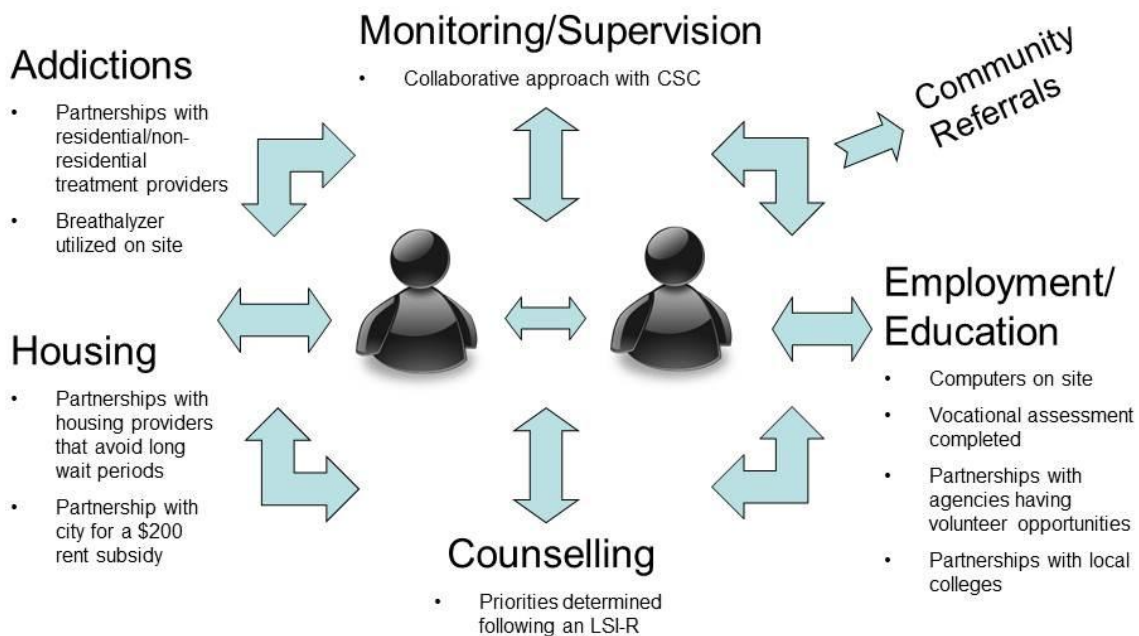 Monitoring/Supervision
• Collaborative approach with CSC
Addictions
• Partnerships with
residential/non-
residential
treatment providers
• Breathalyzer
utilized on site
Community
Referrals
Housing
• Partnerships with
housing providers
that avoid long
wait periods
• Partnership with
city for a $200
rent subsidy
Employment/
Education
• Computers on site
• Vocational assessment
completed
• Partnerships with
agencies having
volunteer opportunities
• Partnerships with local
colleges
Counselling
• Priorities determined
following an LSI-R